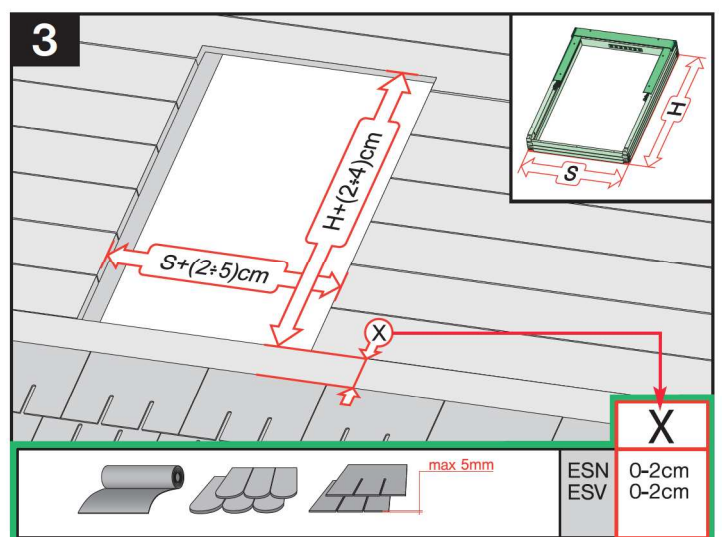 3
H
S
H+(2÷4)cm
S+(2÷5)cm
X
X
max 5mm
ESN 0-2cm
ESV 0-2cm